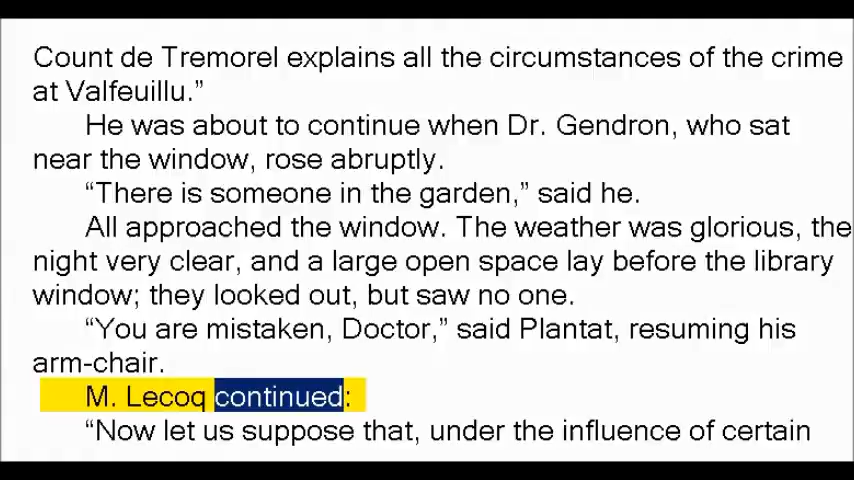 Count de Tremorel explains all the circumstances of the crime
at Valfeuillu.”
He was about to continue when Dr. Gendron, who sat
near the window, rose abruptly.
“There is someone in the garden,” said he.
All approached the window. The weather was glorious, the
night very clear, and a large open space lay before the library
window; they looked out, but saw no one.
“You are mistaken, Doctor,” said Plantat, resuming his
arm-chair.
M. Lecoq continued:
“Now let us suppose that, under the influence of certain